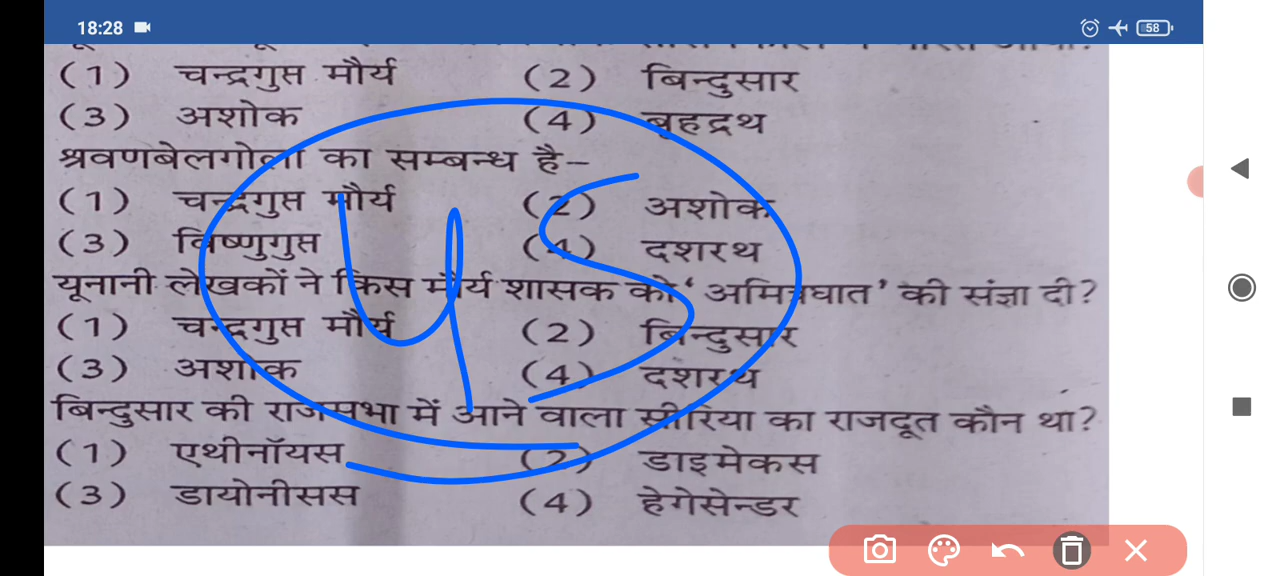 18:28
58
(1) चन्द्रगुप्त मौर्य (2) बिन्दुसार
(3) अशोक (4) बृहद्रथ
श्रवणबेलगोला का सम्बन्ध है–
(1) चन्द्रगुप्त मौर्य (2) अशोक
(3) विष्णुगुप्त (4) दशरथ
यूनानी लेखकों ने किस मौर्य शासक को ‘ अमित्रघात ’ की संज्ञा दी?
(1) चन्द्रगुप्त मौर्य (2) बिन्दुसार
(3) अशोक (4) दशरथ
बिन्दुसार की राजसभा में आने वाला सीरिया का राजदूत कौन था?
(1) एथीनॉयस (2) डाइमेकस
(3) डायोनीसस (4) हेगेसेन्डर